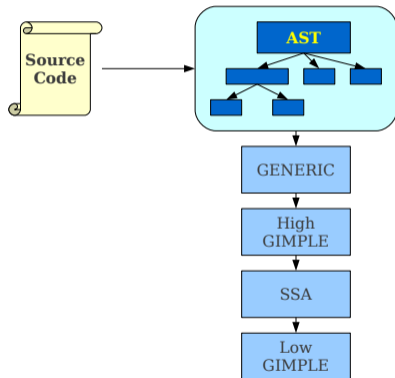 Source
Code
AST
GENERIC
High
GIMPLE
SSA
Low
GIMPLE